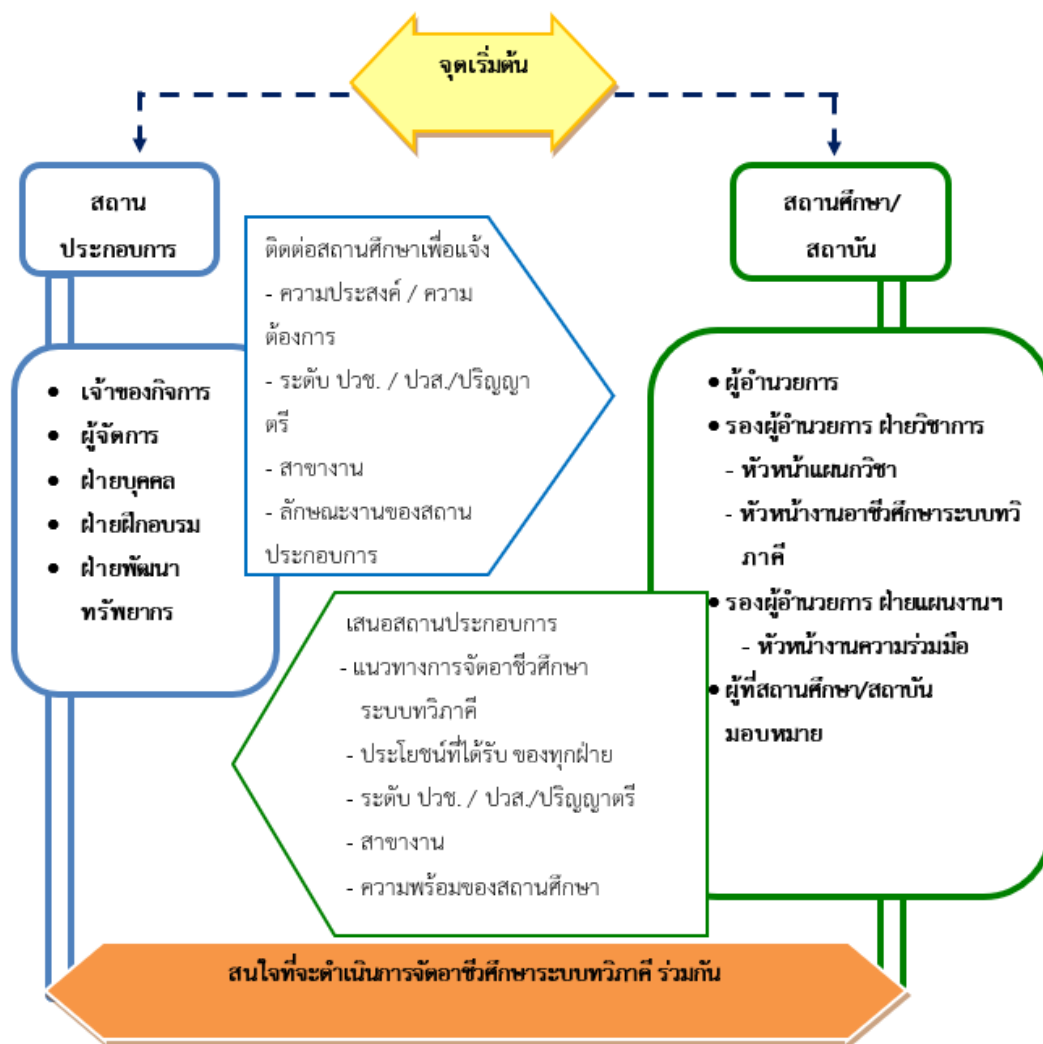 จุดเริ่มต้น
สถาน
ประกอบการ
สถานศึกษา/
สถาบัน
ติดต่อสถานศึกษาเพื่อแจ้ง
- ความประสงค์ / ความ
ต้องการ
- ระดับ ปวช. / ปวส./ปริญญา
ตรี
- สาขางาน
- ลักษณะงานของสถาน
ประกอบการ
• เจ้าของกิจการ
• ผู้จัดการ
• ฝ่ายบุคคล
• ฝ่ายฝึกอบรม
• ฝ่ายพัฒนา
ทรัพยากร
• ผู้อำนวยการ
• รองผู้อำนวยการ ฝ่ายวิชาการ
- หัวหน้าแผนกวิชา
- หัวหน้างานอาชีวศึกษาระบบทวิ
ภาคี
• รองผู้อำนวยการ ฝ่ายแผนงานฯ
- หัวหน้างานความร่วมมือ
• ผู้ที่สถานศึกษา/สถาบัน
มอบหมาย
เสนอสถานประกอบการ
- แนวทางการจัดอาชีวศึกษา
ระบบทวิภาคี
- ประโยชน์ที่ได้รับ ของทุกฝ่าย
- ระดับ ปวช. / ปวส./ปริญญาตรี
- สาขางาน
- ความพร้อมของสถานศึกษา
สนใจที่จะดำเนินการจัดอาชีวศึกษาระบบทวิภาคี ร่วมกัน